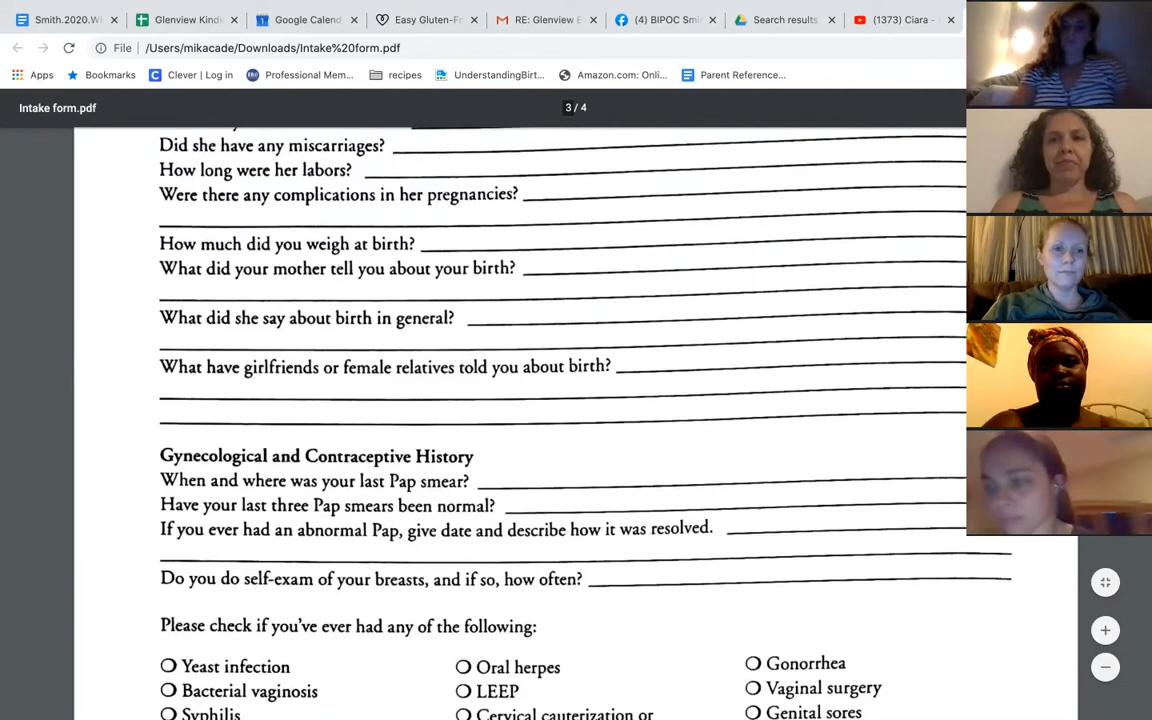 Smith.2020.WI
Glenview Kind
Google Calend
Easy Gluten-Fr
RE: Glenview E
(4) BIPOC Smi
Search results
(1373) Ciara -
File /Users/mikacade/Downloads/Intake%20form.pdf
Apps
Bookmarks
Clever | Log in
Professional Mem...
recipes
UnderstandingBirt...
Amazon.com: Onli...
Parent Reference...
Intake form.pdf
3 / 4
Did she have any miscarriages?
How long were her labors?
Were there any complications in her pregnancies?
How much did you weigh at birth?
What did your mother tell you about your birth?
What did she say about birth in general?
What have girlfriends or female relatives told you about birth?
Gynecological and Contraceptive History
When and where was your last Pap smear?
Have your last three Pap smears been normal?
If you ever had an abnormal Pap, give date and describe how it was resolved.
Do you do self-exam of your breasts, and if so, how often?
Please check if you've ever had any of the following:
Yeast infection
Oral herpes
Gonorrhea
Bacterial vaginosis
LEEP
Vaginal surgery
Syphilis
Cervical cauterization or
Genital sores